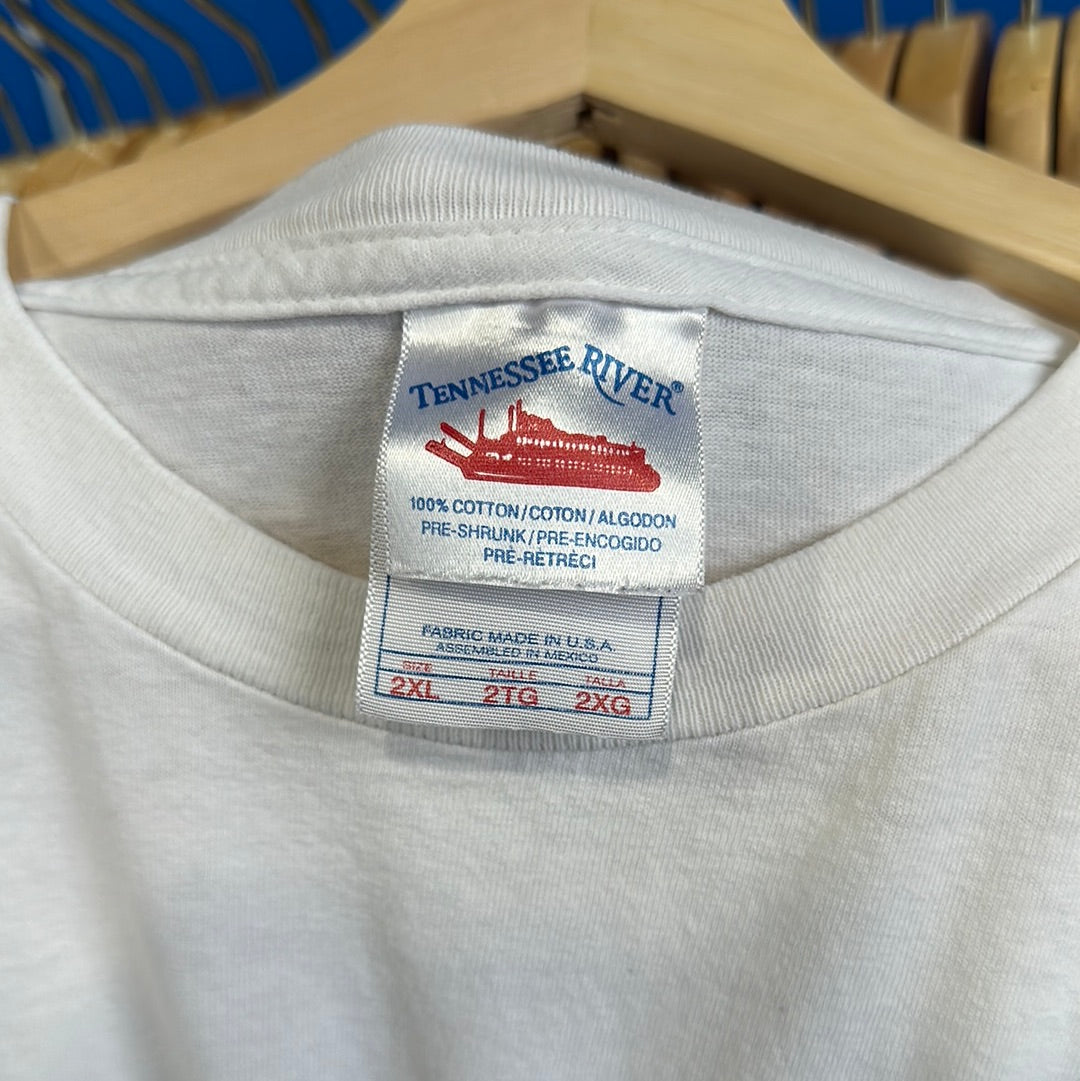 TENNESSEE RIVER®
100% COTTON/COTON/ALGODON
PRE-SHRUNK/PRE-ENCOGIDO
PRÉ-RÉTRÉCI
FABRIC MADE IN U.S.A.
ASSEMBLED IN MEXICO
SIZE TAILLE TALLA
2XL 2TG 2XG